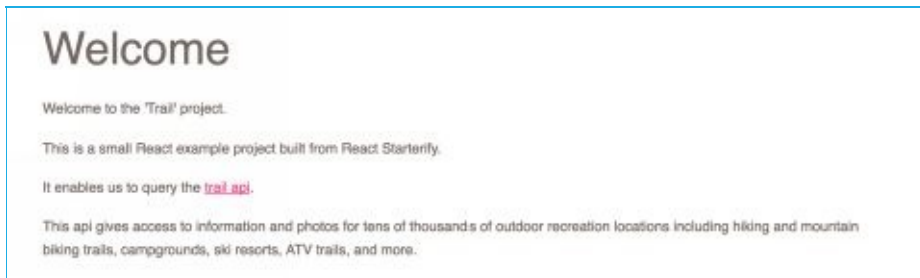 Welcome
Welcome to the 'Trail' project.
This is a small React example project built from React Starterify.
It enables us to query the trail api.
This api gives access to information and photos for tens of thousands of outdoor recreation locations including hiking and mountain
biking trails, campgrounds, ski resorts, ATV trails, and more.